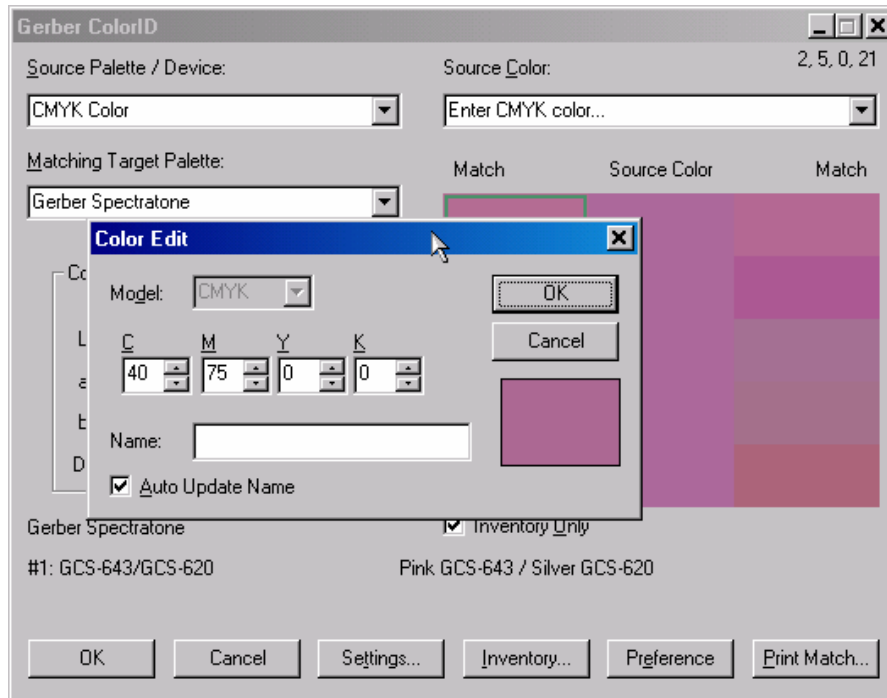 Gerber ColorID
2, 5, 0, 21
Source Palette / Device:
Source Color:
CMYK Color
Enter CMYK color...
Matching Target Palette:
Match Source Color Match
Gerber Spectratone
Color Edit
Model: CMYK
OK
Cancel
C M Y K
40 75 0 0
Name:
Auto Update Name
L
a
D
Gerber Spectratone
Inventory Only
#1: GCS-643/GCS-620
Pink GCS-643 / Silver GCS-620
OK Cancel Settings... Inventory... Preference Print Match...